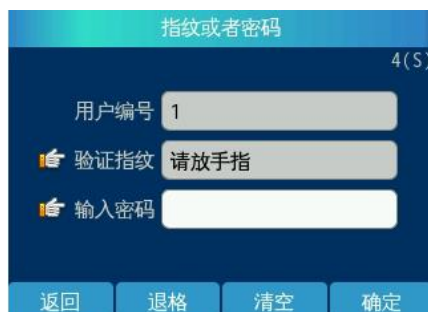 指纹或者密码
4(S)
用户编号 1
验证指纹 请放手指
输入密码
返回 退格 清空 确定